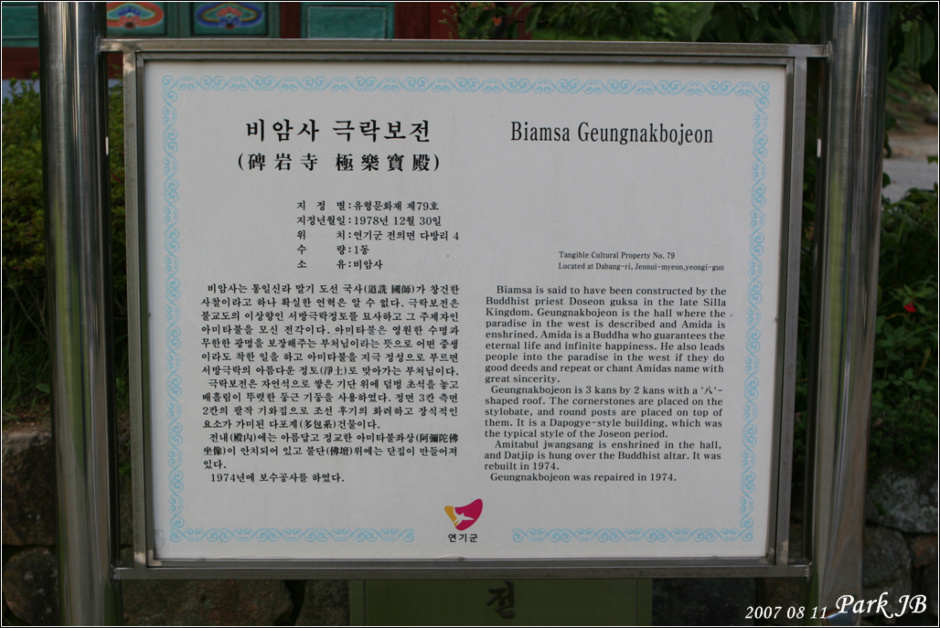 비암사 극락보전
(碑岩寺 極樂寶殿)
지 정 별 : 유형문화재 제79호
지정년월일 : 1978년 12월 30일
위 치 : 연기군 전의면 다방리 4
수 량 : 1동
소 유 : 비암사
비암사는 통일신라 말기 도선 국사(道詵 國師)가 창건한
사찰이라고 하나 확실한 연혁은 알 수 없다. 극락보전은
불교도의 이상향인 서방극락정토를 묘사하고 그 주제자인
아미타불을 모신 전각이다. 아미타불은 영원한 수명과
무한한 광명을 보장해주는 부처님이라는 뜻으로 어떤 중생
이라도 착한 일을 하고 아미타불을 지극 정성으로 부르면
서방극락의 아름다운 정토(淨土)로 맞아가는 부처님이다.
극락보전은 자연석으로 쌓은 기단 위에 덤벙 초석을 놓고
배흘림이 뚜렷한 둥근 기둥을 사용하였다. 정면 3칸 측면
2칸의 팔작 기와집으로 조선 후기의 화려하고 장식적인
요소가 가미된 다포계(多包系)건물이다.
전내(殿內)에는 아름답고 정교한 아미타불좌상(阿彌陀佛
坐像)이 안치되어 있고 불단(佛壇)위에는 닫집이 만들어져
있다.
1974년에 보수공사를 하였다.
Biamsa Geungnakbojeon
Tangible Cultural Property No. 79
Located at Dabang-ri, Jeonui-myeon,yeongi-gun
Biamsa is said to have been constructed by the
Buddhist priest Doseon guksa in the late Silla
Kingdom. Geungnakbojeon is the hall where the
paradise in the west is described and Amida is
enshrined. Amida is a Buddha who guarantees the
eternal life and infinite happiness. He also leads
people into the paradise in the west if they do
good deeds and repeat or chant Amidas name with
great sincerity.
Geungnakbojeon is 3 kans by 2 kans with a '八'-
shaped roof. The cornerstones are placed on the
stylobate, and round posts are placed on top of
them. It is a Dapogye-style building, which was
the typical style of the Joseon period.
Amitabul jwangsang is enshrined in the hall,
and Datjip is hung over the Buddhist altar. It was
rebuilt in 1974.
Geungnakbojeon was repaired in 1974.
연기군
2007 08 11 Park JB